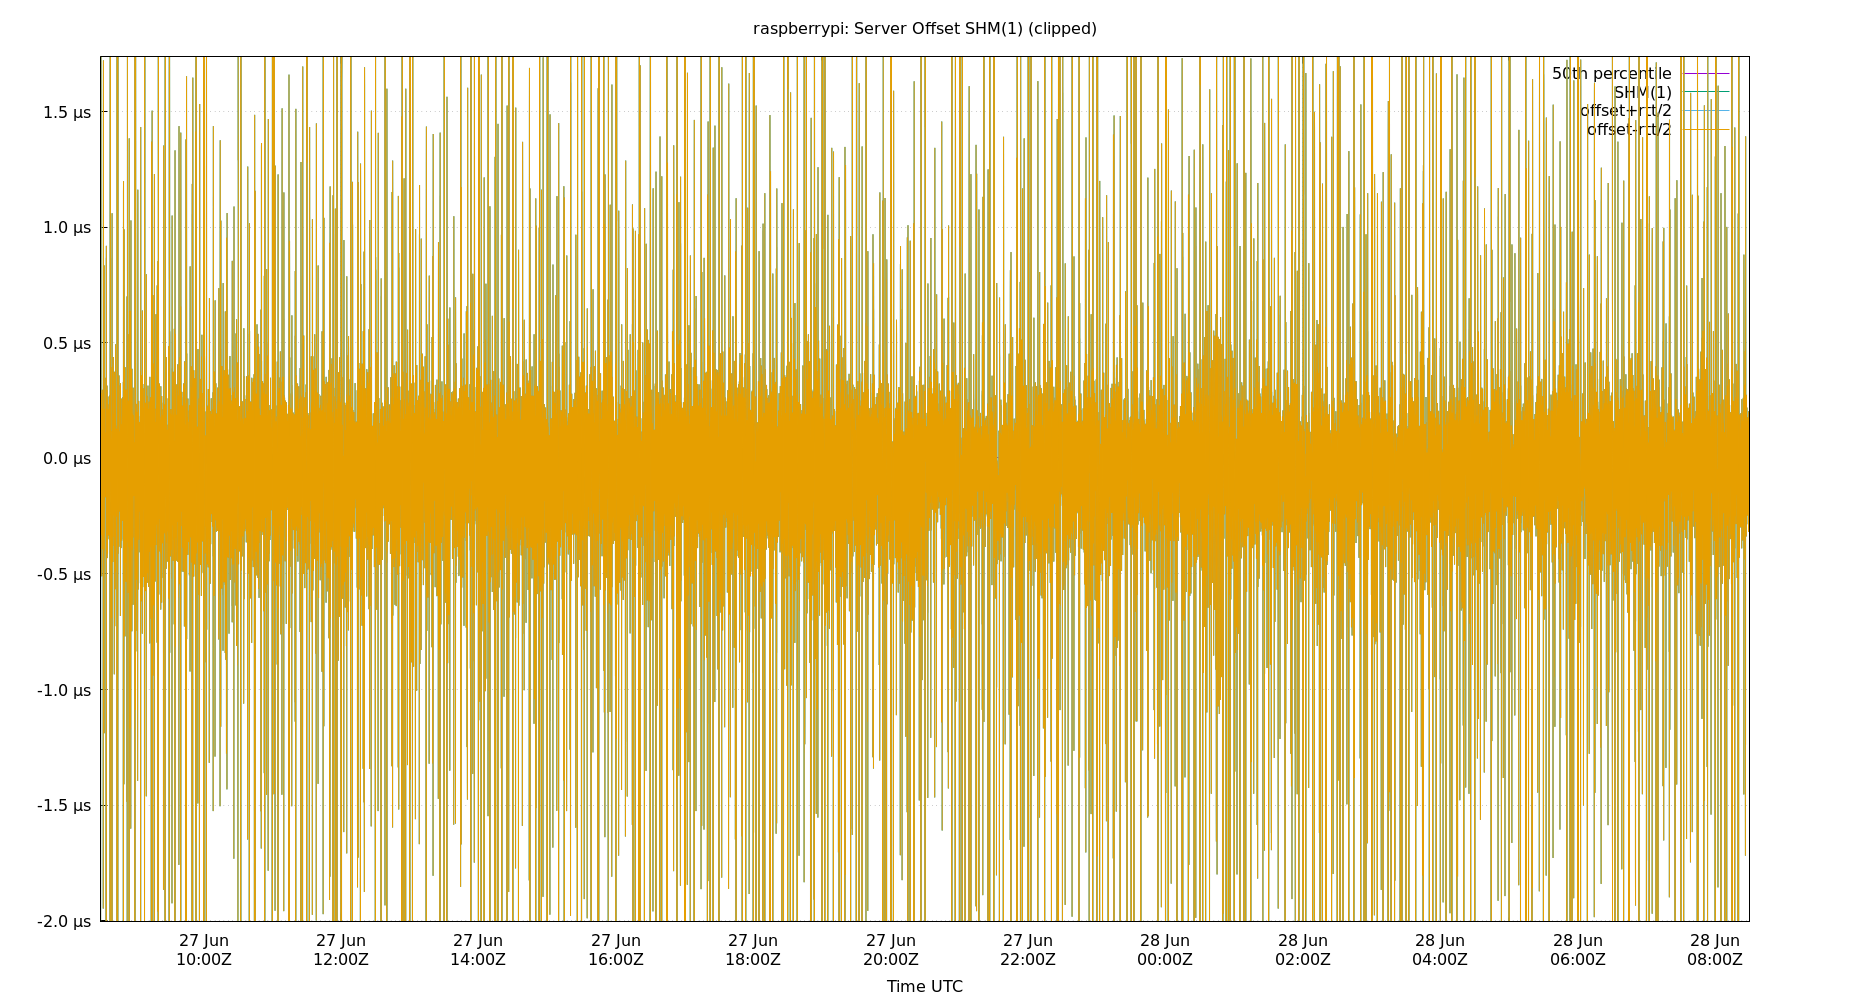 raspberrypi: Server Offset SHM(1) (clipped)
50th percentile
SHM(1)
offset+rtt/2
offset-rtt/2
1.5 µs
1.0 µs
0.5 µs
0.0 µs
-0.5 µs
-1.0 µs
-1.5 µs
-2.0 µs
27 Jun 27 Jun 27 Jun 27 Jun 27 Jun 27 Jun 27 Jun 28 Jun 28 Jun 28 Jun 28 Jun 28 Jun
10:00Z 12:00Z 14:00Z 16:00Z 18:00Z 20:00Z 22:00Z 00:00Z 02:00Z 04:00Z 06:00Z 08:00Z
Time UTC